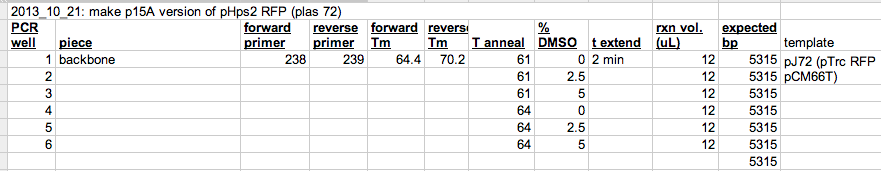 2013_10_21: make p15A version of pHps2 RFP (plas 72)
PCR well piece forward primer reverse primer forward Tm revers Tm T anneal % DMSO t extend rxn vol. (uL) expected bp template
1 backbone 238 239 64.4 70.2 61 0 2 min 12 5315 pJ72 (pTrc RFP
2 61 2.5 12 5315 pCM66T)
3 61 5 12 5315
4 64 0 12 5315
5 64 2.5 12 5315
6 64 5 12 5315
5315